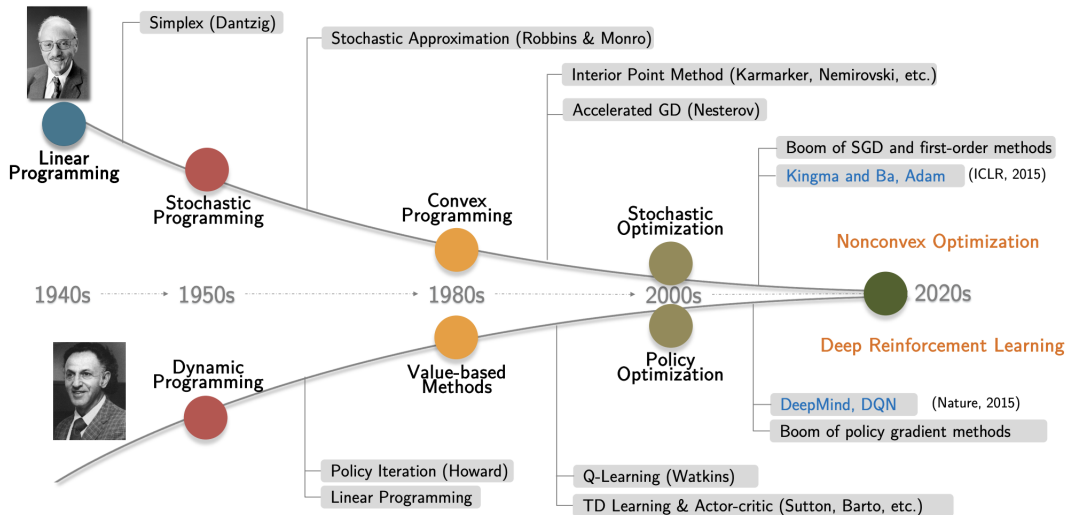 Simplex (Dantzig)
Stochastic Approximation (Robbins & Monro)
Interior Point Method (Karmarker, Nemirovski, etc.)
Accelerated GD (Nesterov)
Boom of SGD and first-order methods
Kingma and Ba, Adam (ICLR, 2015)
Linear
Programming
Stochastic
Programming
Convex
Programming
Stochastic
Optimization
Nonconvex Optimization
1940s 1950s 1980s 2000s 2020s
Deep Reinforcement Learning
Dynamic
Programming
Value-based
Methods
Policy
Optimization
DeepMind, DQN (Nature, 2015)
Boom of policy gradient methods
Policy Iteration (Howard)
Linear Programming
Q-Learning (Watkins)
TD Learning & Actor-critic (Sutton, Barto, etc.)